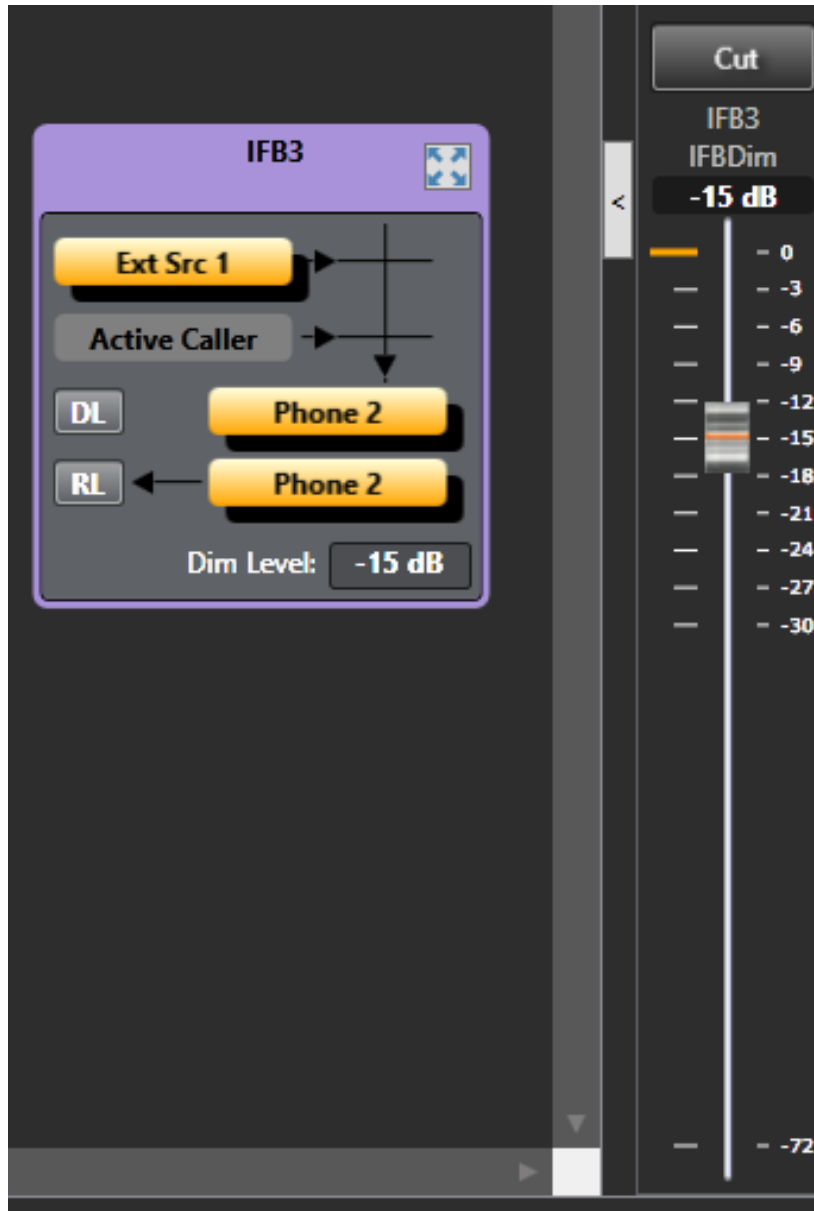 IFB3
Ext Src 1
Active Caller
DL
Phone 2
RL
Phone 2
Dim Level: -15 dB
<
Cut
IFB3
IFBDim
-15 dB
0
-3
-6
-9
-12
-15
-18
-21
-24
-27
-30
-72